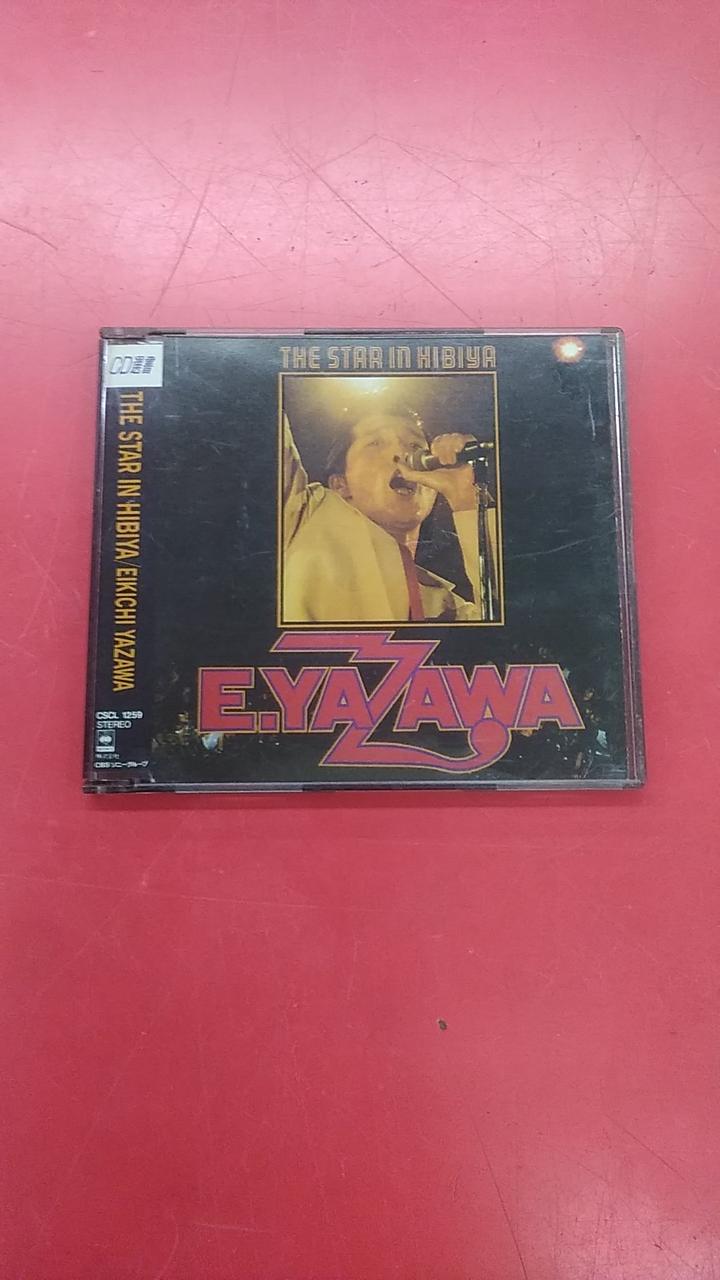 CD選書
THE STAR IN HIBIYA/EIKICHI YAZAWA
CSCL 1259
STEREO
CBSソニーグループ
THE STAR IN HIBIYA
E.YAZAWA